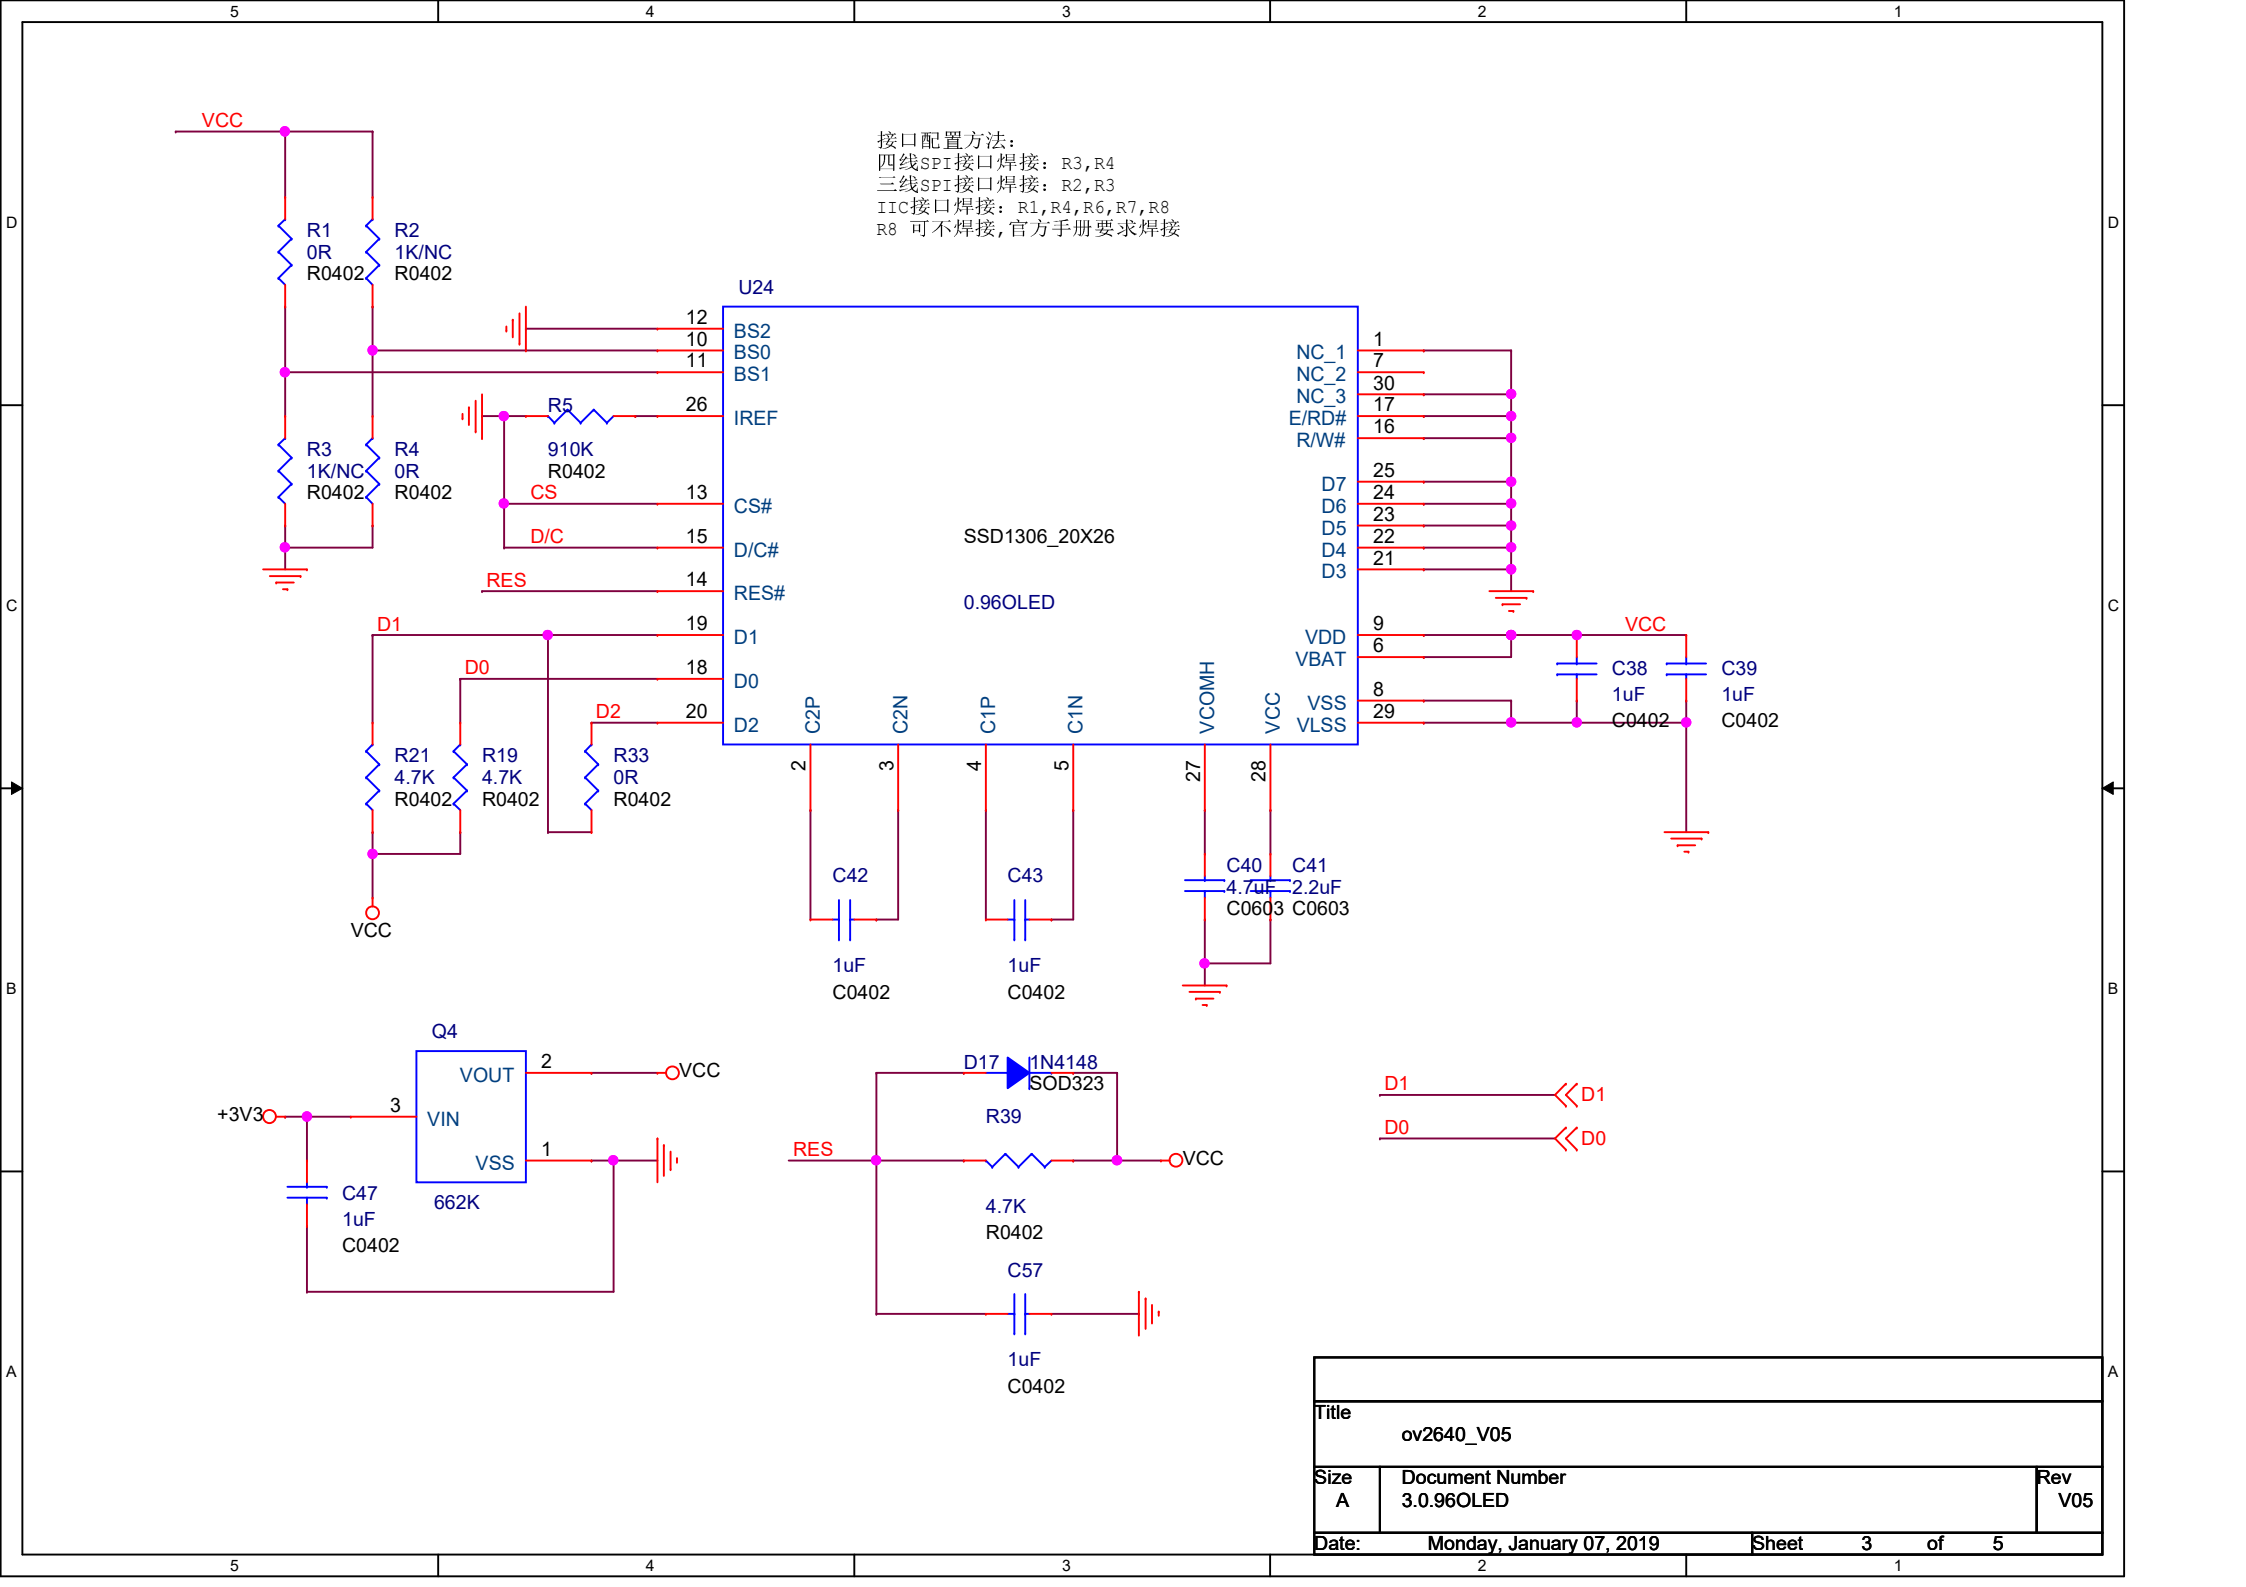 5 4 3 2 1
VCC
接口配置方法:
四线SPI接口焊接: R3,R4
三线SPI接口焊接: R2,R3
IIC接口焊接: R1,R4,R6,R7,R8
R8 可不焊接,官方手册要求焊接
D
D
R1
0R
R0402
R2
1K/NC
R0402
U24
12 BS2
10 BS0
11 BS1
26 IREF
R5
910K
R0402
R3
1K/NC
R0402
R4
0R
R0402
CS
13 CS#
D/C
15 D/C#
RES
14 RES#
D1
19 D1
D0
18 D0
D2
20 D2
SSD1306_20X26
0.96OLED
NC_1 1
NC_2 7
NC_3 30
E/RD# 17
R/W# 16
D7 25
D6 24
D5 23
D4 22
D3 21
VDD 9
VBAT 6
VSS 8
VLSS 29
VCC
C38
1uF
C0402
C39
1uF
C0402
C
C
R21
4.7K
R0402
R19
4.7K
R0402
R33
0R
R0402
VCC
C2P
2
C2N
3
C1P
4
C1N
5
VCOMH
27
VCC
28
C42
1uF
C0402
C43
1uF
C0402
C40
4.7uF
C0603
C41
2.2uF
C0603
B
B
Q4
VOUT 2
VCC
+3V3
3 VIN
VSS 1
662K
C47
1uF
C0402
D17 1N4148
SOD323
R39
RES
VCC
4.7K
R0402
C57
1uF
C0402
D1
D1
D0
D0
A
A
Title
ov2640_V05
Size
A
Document Number
3.0.96OLED
Rev
V05
Date: Monday, January 07, 2019
Sheet 3 of 5
5 4 3 2 1